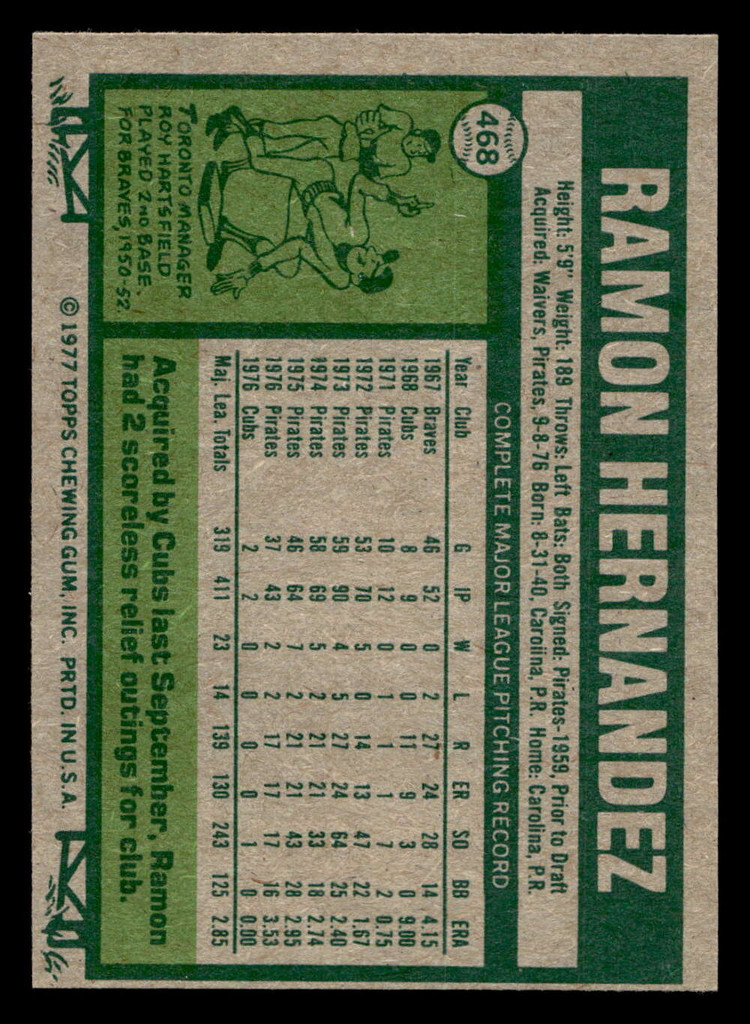 468
RAMON HERNANDEZ
Height: 5'9" Weight: 189 Throws: Left Bats: Both Signed: Pirates-1959, Prior to Draft
Acquired: Waivers, Pirates, 9-8-76 Born: 8-31-40, Carolina, P.R. Home: Carolina, P.R.
COMPLETE MAJOR LEAGUE PITCHING RECORD
Year Club G IP W L R ER SO BB ERA
1967 Braves 46 52 0 2 27 24 28 14 4.15
1968 Cubs 8 9 0 0 11 9 3 0 9.00
1971 Pirates 10 12 0 1 1 1 7 2 0.75
1972 Pirates 53 70 5 0 14 13 47 22 1.67
1973 Pirates 59 90 4 5 27 24 64 25 2.40
1974 Pirates 58 69 5 2 21 21 33 18 2.74
1975 Pirates 46 64 7 2 21 21 43 28 2.95
1976 Pirates 37 43 2 2 17 17 17 16 3.53
1976 Cubs 2 2 0 0 0 0 1 0 0.00
Maj. Lea. Totals 319 411 23 14 139 130 243 125 2.85
TORONTO MANAGER
ROY HARTSFIELD
PLAYED 2ND BASE
FOR BRAVES, 1950-52.
Acquired by Cubs last September, Ramon
had 2 scoreless relief outings for club.
© 1977 TOPPS CHEWING GUM, INC. PRTD. IN U.S.A.